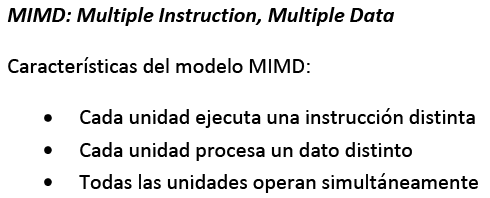 MIMD: Multiple Instruction, Multiple Data
Características del modelo MIMD:
• Cada unidad ejecuta una instrucción distinta
• Cada unidad procesa un dato distinto
• Todas las unidades operan simultáneamente